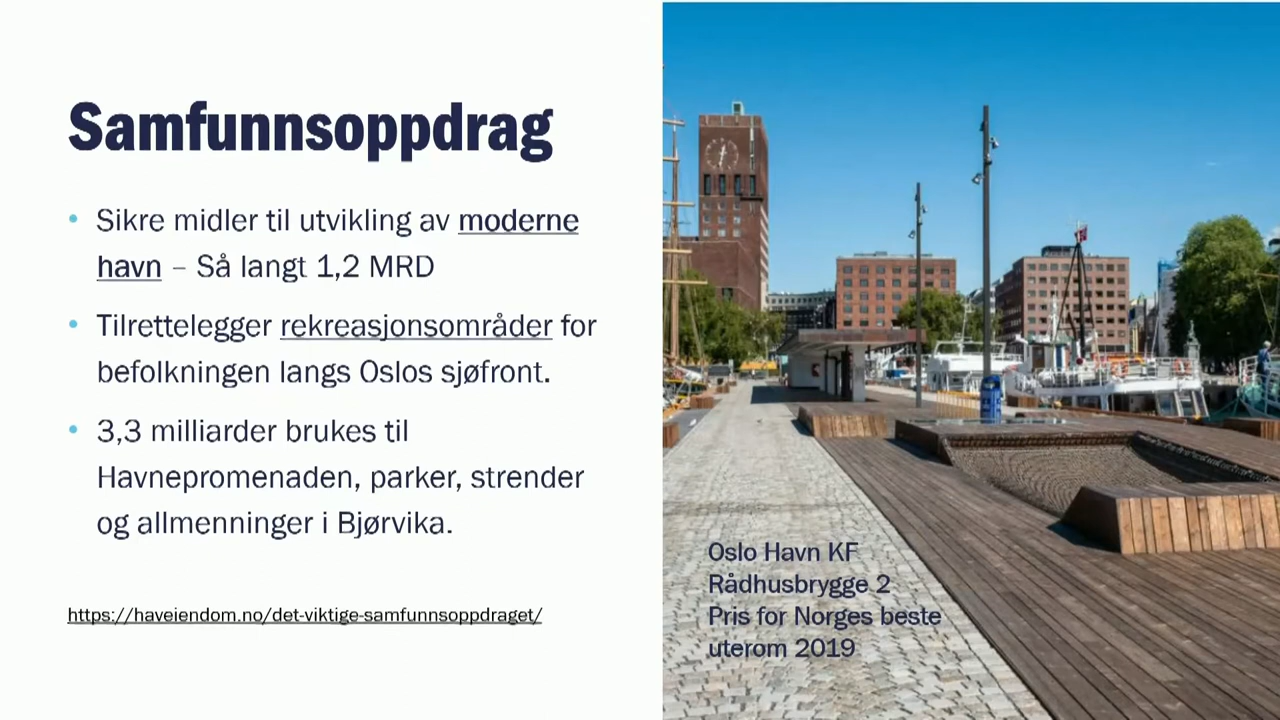 Samfunnsoppdrag
• Sikre midler til utvikling av moderne
havn – Så langt 1,2 MRD
• Tilrettelegger rekreasjonsområder for
befolkningen langs Oslos sjøfront.
• 3,3 milliarder brukes til
Havnepromenaden, parker, strender
og allmenninger i Bjørvika.
https://haveiendom.no/det-viktige-samfunnsoppdraget/
Oslo Havn KF
Rådhusbrygge 2
Pris for Norges beste
uterom 2019